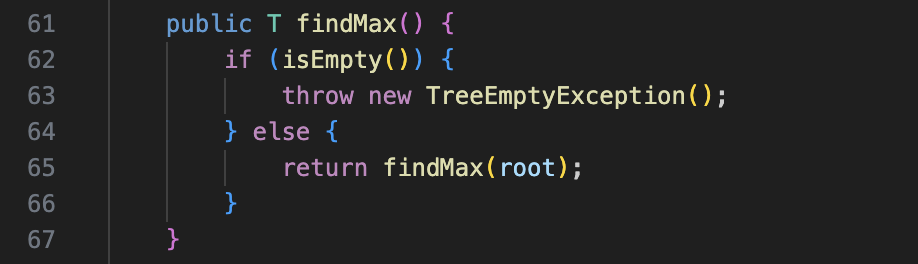 61 public T findMax() {
62 if (isEmpty()) {
63 throw new TreeEmptyException();
64 } else {
65 return findMax(root);
66 }
67 }